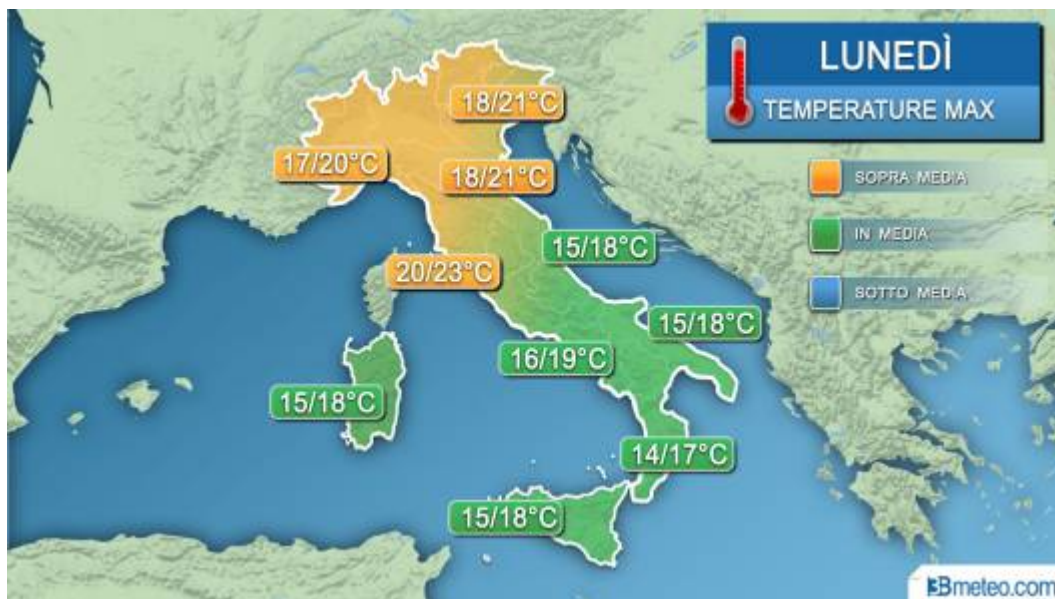 LUNEDÌ
TEMPERATURE MAX
18/21°C
17/20°C
18/21°C
SOPRA MEDIA
15/18°C
IN MEDIA
20/23°C
SOTTO MEDIA
15/18°C
16/19°C
15/18°C
14/17°C
15/18°C
3Bmeteo.com